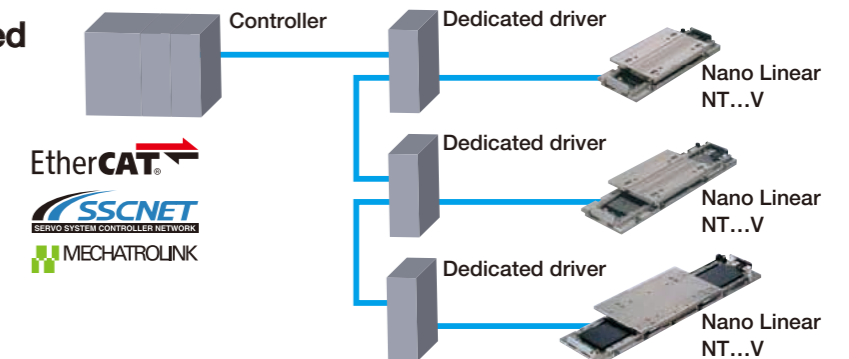 ed
Controller
Dedicated driver
Nano Linear
NT...V
EtherCAT®
Dedicated driver
SSCNET
SERVO SYSTEM CONTROLLER NETWORK
Nano Linear
NT...V
MECHATROLINK
Dedicated driver
Nano Linear
NT...V